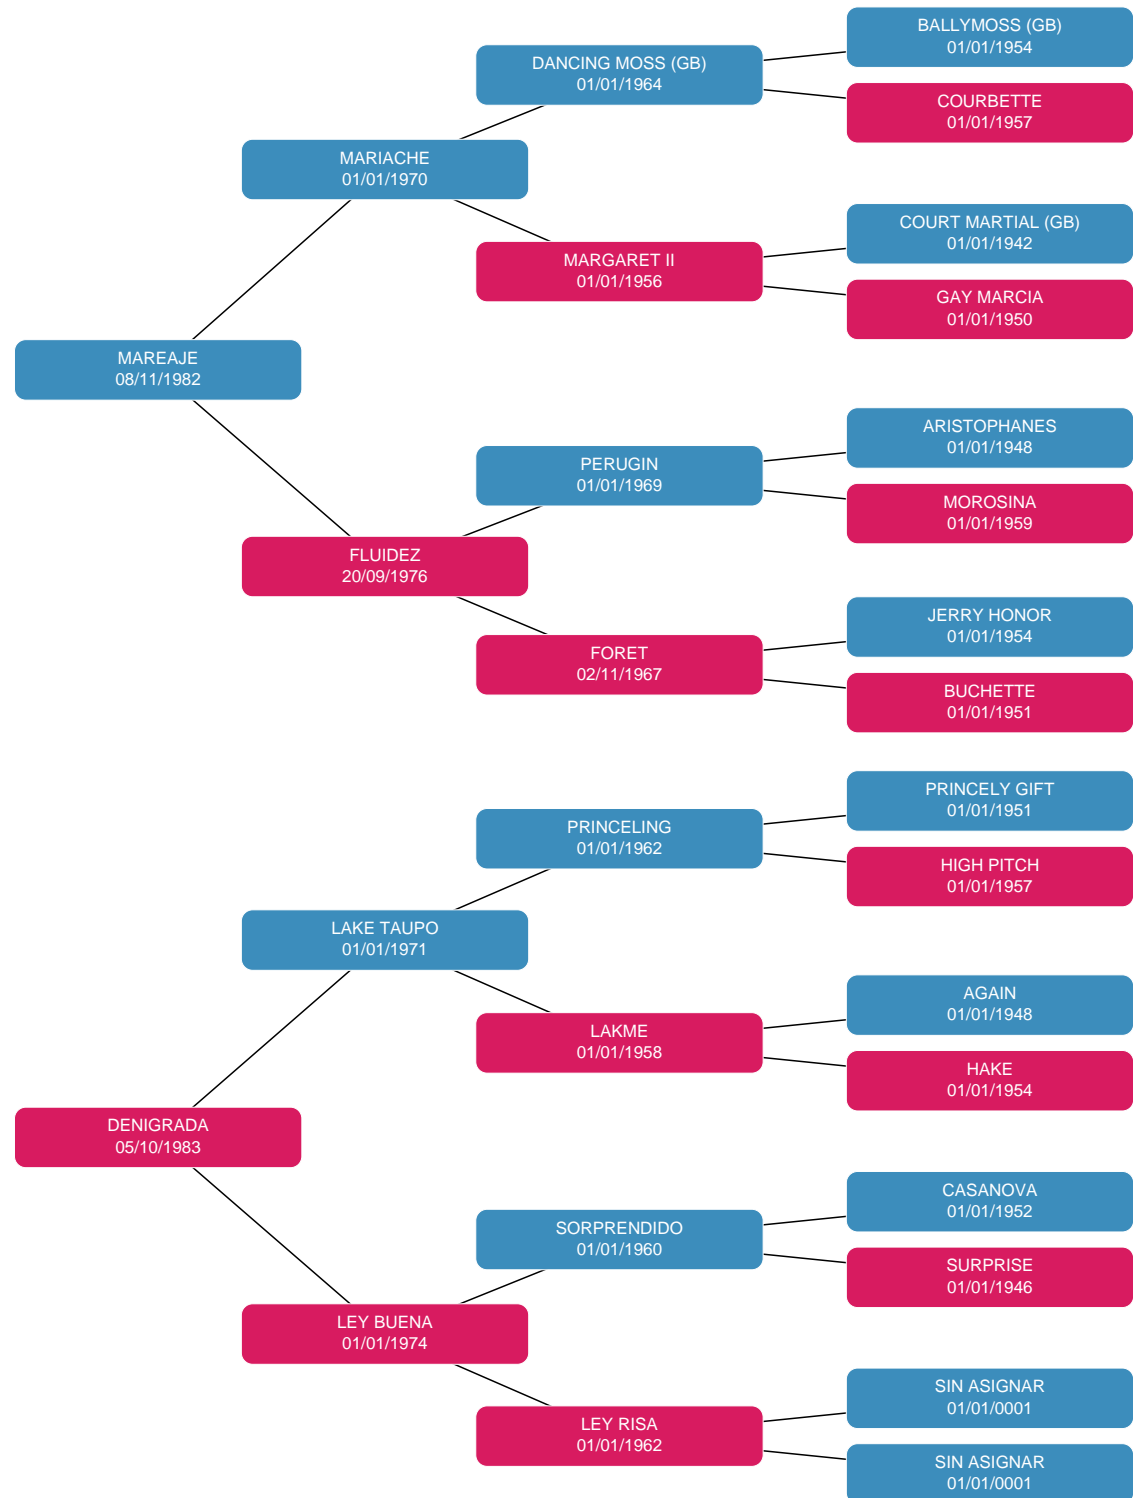 BALLYMOSS (GB)
01/01/1954
DANCING MOSS (GB)
01/01/1964
COURBETTE
01/01/1957
MARIACHE
01/01/1970
COURT MARTIAL (GB)
01/01/1942
MARGARET II
01/01/1956
GAY MARCIA
01/01/1950
MAREAJE
08/11/1982
ARISTOPHANES
01/01/1948
PERUGIN
01/01/1969
MOROSINA
01/01/1959
FLUIDEZ
20/09/1976
JERRY HONOR
01/01/1954
FORET
02/11/1967
BUCHETTE
01/01/1951
PRINCELY GIFT
01/01/1951
PRINCELING
01/01/1962
HIGH PITCH
01/01/1957
LAKE TAUPO
01/01/1971
AGAIN
01/01/1948
LAKME
01/01/1958
HAKE
01/01/1954
DENIGRADA
05/10/1983
CASANOVA
01/01/1952
SORPRENDIDO
01/01/1960
SURPRISE
01/01/1946
LEY BUENA
01/01/1974
SIN ASIGNAR
01/01/0001
LEY RISA
01/01/1962
SIN ASIGNAR
01/01/0001